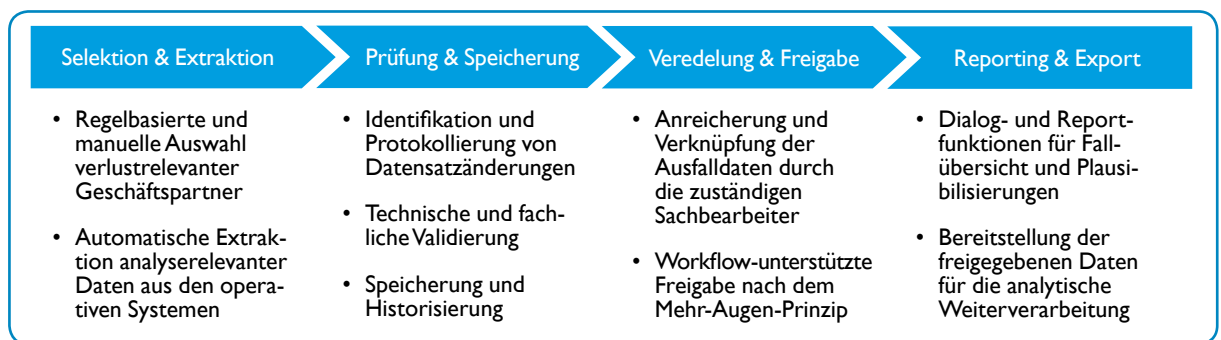 Selektion & Extraktion
Prüfung & Speicherung
Veredelung & Freigabe
Reporting & Export
• Regelbasierte und
manuelle Auswahl
verlustrelevanter
Geschäftspartner
• Automatische Extrak-
tion analyserelevanter
Daten aus den opera-
tiven Systemen
• Identifikation und
Protokollierung von
Datensatzänderungen
• Technische und fach-
liche Validierung
• Speicherung und
Historisierung
• Anreicherung und
Verknüpfung der
Ausfalldaten durch
die zuständigen
Sachbearbeiter
• Workflow-unterstützte
Freigabe nach dem
Mehr-Augen-Prinzip
• Dialog- und Report-
funktionen für Fall-
übersicht und Plausi-
bilisierungen
• Bereitstellung der
freigegebenen Daten
für die analytische
Weiterverarbeitung